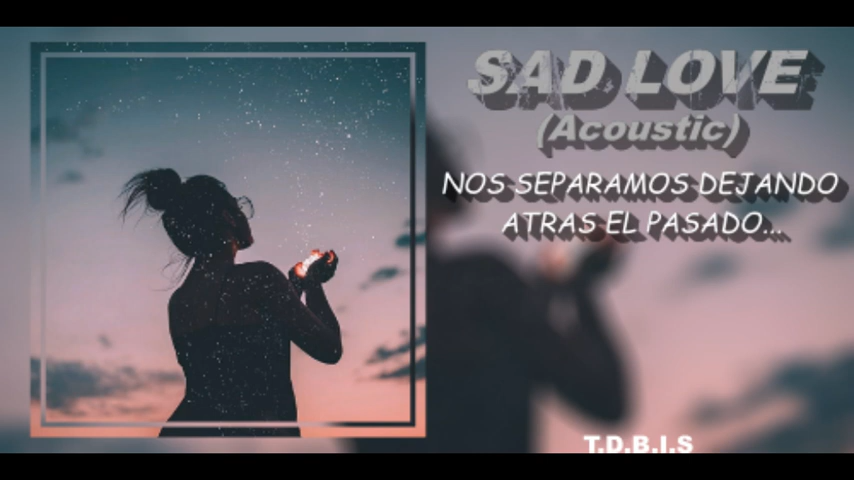 SAD LOVE
(Acoustic)
NOS SEPARAMOS DEJANDO
ATRAS EL PASADO...
T.D.B.I.S